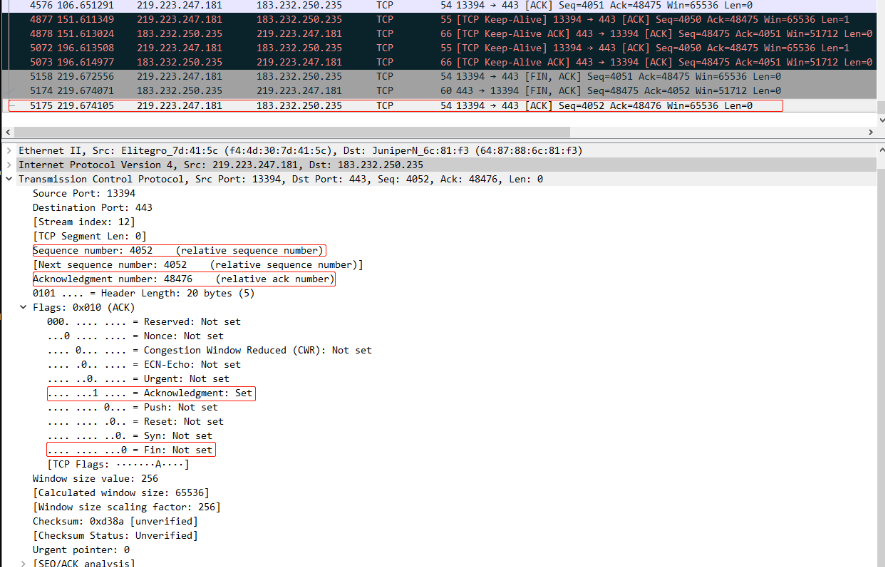 4576 106.651291 219.223.247.181 183.232.250.235 TCP 54 13394 → 443 [ACK] Seq=4051 Ack=48475 Win=65536 Len=0
4877 151.611349 219.223.247.181 183.232.250.235 TCP 55 [TCP Keep-Alive] 13394 → 443 [ACK] Seq=4050 Ack=48475 Win=65536 Len=1
4878 151.613024 183.232.250.235 219.223.247.181 TCP 66 [TCP Keep-Alive ACK] 443 → 13394 [ACK] Seq=48475 Ack=4051 Win=51712 Len=0
5072 196.613508 219.223.247.181 183.232.250.235 TCP 55 [TCP Keep-Alive] 13394 → 443 [ACK] Seq=4050 Ack=48475 Win=65536 Len=1
5073 196.614977 183.232.250.235 219.223.247.181 TCP 66 [TCP Keep-Alive ACK] 443 → 13394 [ACK] Seq=48475 Ack=4051 Win=51712 Len=0
5158 219.672556 219.223.247.181 183.232.250.235 TCP 54 13394 → 443 [FIN, ACK] Seq=4051 Ack=48475 Win=65536 Len=0
5174 219.674071 183.232.250.235 219.223.247.181 TCP 60 443 → 13394 [FIN, ACK] Seq=48475 Ack=4052 Win=51712 Len=0
5175 219.674105 219.223.247.181 183.232.250.235 TCP 54 13394 → 443 [ACK] Seq=4052 Ack=48476 Win=65536 Len=0
Ethernet II, Src: Elitegro_7d:41:5c (f4:4d:30:7d:41:5c), Dst: JuniperN_6c:81:f3 (64:87:88:6c:81:f3)
Internet Protocol Version 4, Src: 219.223.247.181, Dst: 183.232.250.235
Transmission Control Protocol, Src Port: 13394, Dst Port: 443, Seq: 4052, Ack: 48476, Len: 0
Source Port: 13394
Destination Port: 443
[Stream index: 12]
[TCP Segment Len: 0]
Sequence number: 4052 (relative sequence number)
[Next sequence number: 4052 (relative sequence number)]
Acknowledgment number: 48476 (relative ack number)
0101 .... = Header Length: 20 bytes (5)
Flags: 0x010 (ACK)
000. .... .... = Reserved: Not set
...0 .... .... = Nonce: Not set
.... 0... .... = Congestion Window Reduced (CWR): Not set
.... .0.. .... = ECN-Echo: Not set
.... ..0. .... = Urgent: Not set
.... ...1 .... = Acknowledgment: Set
.... .... 0... = Push: Not set
.... .... .0.. = Reset: Not set
.... .... ..0. = Syn: Not set
.... .... ...0 = Fin: Not set
[TCP Flags: ·······A····]
Window size value: 256
[Calculated window size: 65536]
[Window size scaling factor: 256]
Checksum: 0xd38a [unverified]
[Checksum Status: Unverified]
Urgent pointer: 0
[SEQ/ACK analysis]